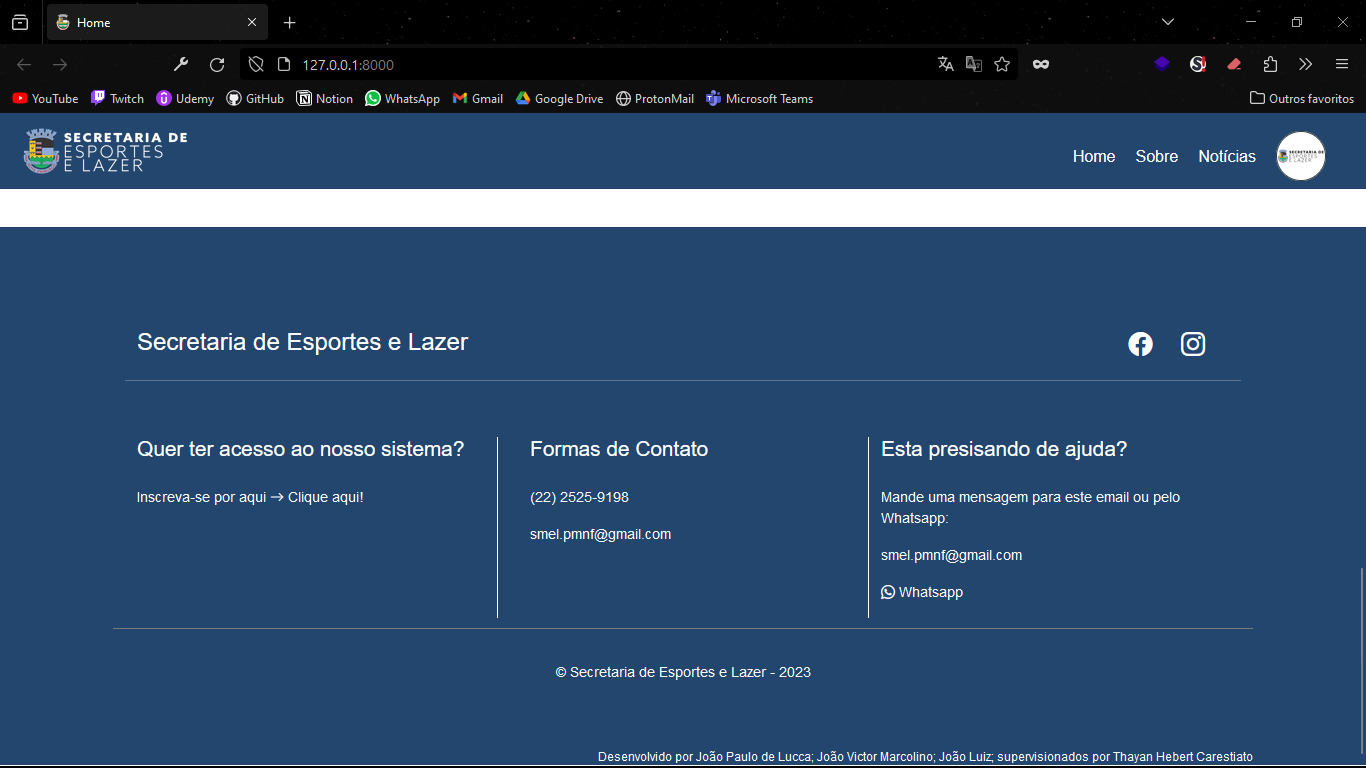 Home
127.0.0.1:8000
YouTube Twitch Udemy GitHub Notion WhatsApp Gmail Google Drive ProtonMail Microsoft Teams Outros favoritos
SECRETARIA DE
ESPORTES
E LAZER
Home Sobre Notícias
SECRETARIA DE
ESPORTES
E LAZER
Secretaria de Esportes e Lazer
Quer ter acesso ao nosso sistema?
Inscreva-se por aqui → Clique aqui!
Formas de Contato
(22) 2525-9198
smel.pmnf@gmail.com
Esta presisando de ajuda?
Mande uma mensagem para este email ou pelo
Whatsapp:
smel.pmnf@gmail.com
Whatsapp
© Secretaria de Esportes e Lazer - 2023
Desenvolvido por João Paulo de Lucca; João Victor Marcolino; João Luiz; supervisionados por Thayan Hebert Carestiato